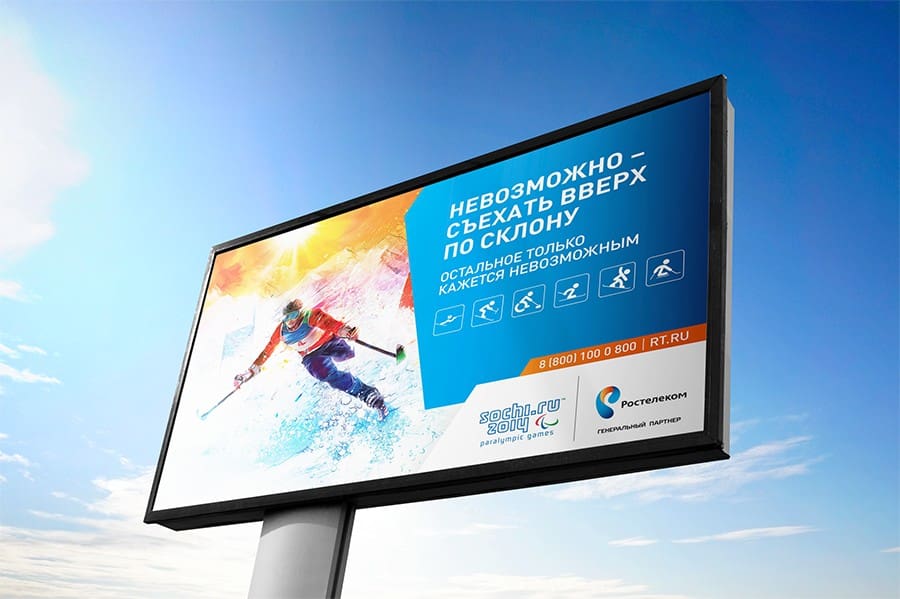 НЕВОЗМОЖНО –
СЪЕХАТЬ ВВЕРХ
ПО СКЛОНУ
ОСТАЛЬНОЕ ТОЛЬКО
КАЖЕТСЯ НЕВОЗМОЖНЫМ
8 (800) 100 0 800 | RT.RU
sochi.ru™
2014
paralympic games
Ростелеком
ГЕНЕРАЛЬНЫЙ ПАРТНЕР